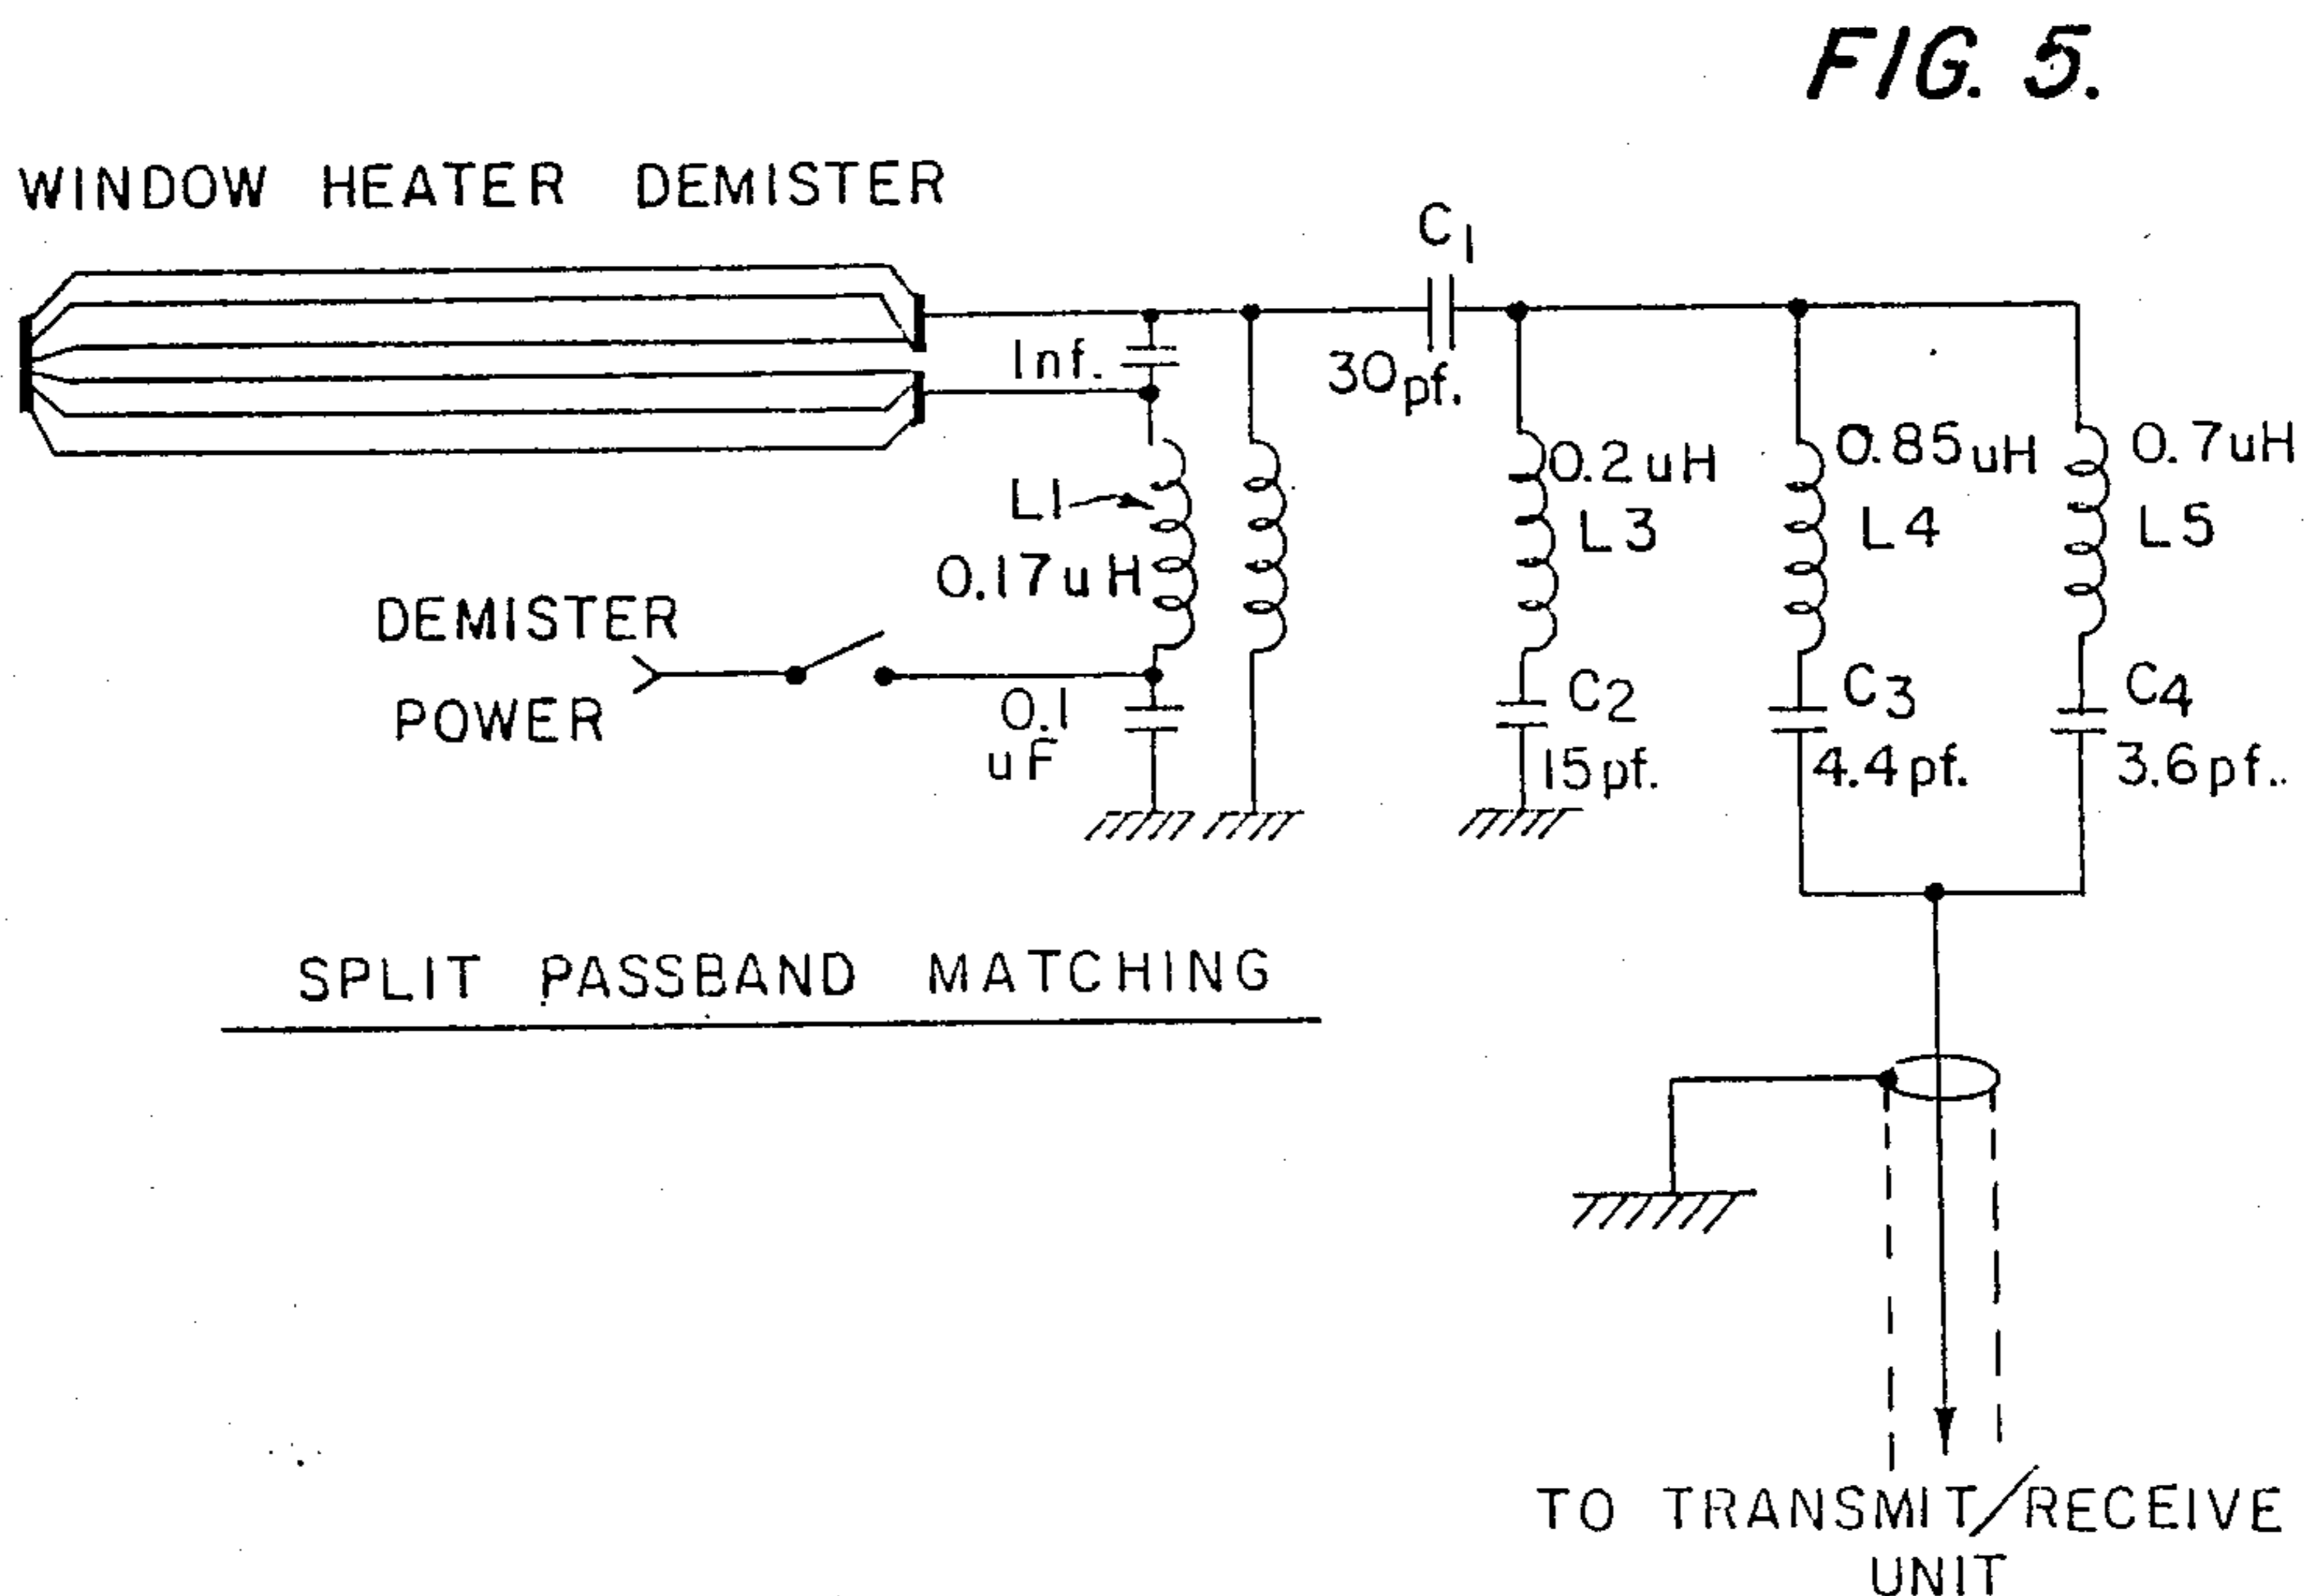 FIG. 5.
WINDOW HEATER DEMISTER
C1
30pf.
1nf.
L1
0.17uH
0.2uH
L3
0.85uH
L4
0.7uH
L5
DEMISTER
POWER
0.1
uF
C2
15pf.
C3
4.4pf.
C4
3.6pf..
SPLIT PASSBAND MATCHING
TO TRANSMIT/RECEIVE
UNIT